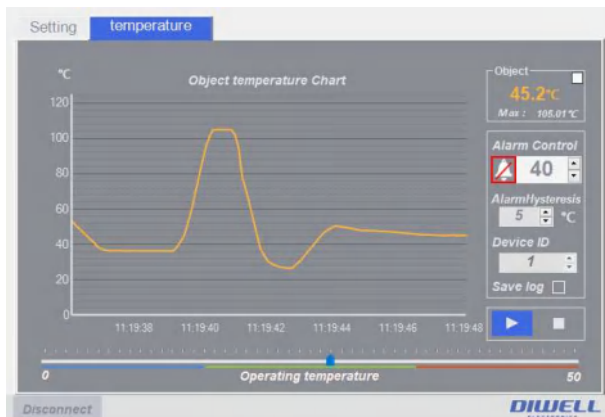 Setting temperature
°C
Object temperature Chart
120
100
80
60
40
20
0
11:19:38 11:19:40 11:19:42 11:19:44 11:19:46 11:19:48
Object
45.2°C
Max : 105.01°C
Alarm Control
40
AlarmHysteresis
5 °C
Device ID
1
Save log
0 Operating temperature 50
Disconnect
DIWELL